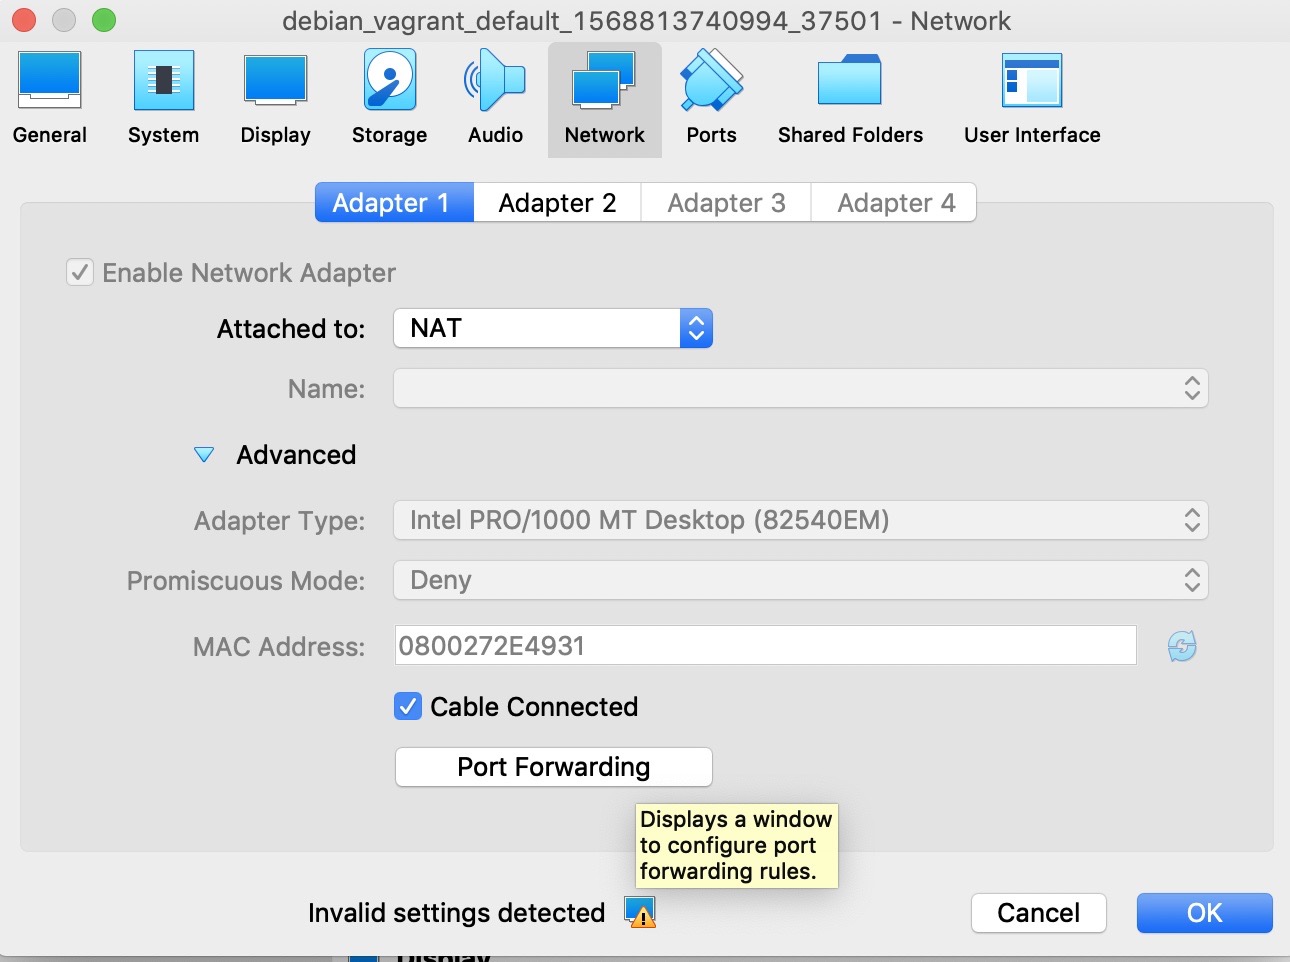 debian_vagrant_default_1568813740994_37501 - Network
General System Display Storage Audio Network Ports Shared Folders User Interface
Adapter 1 Adapter 2 Adapter 3 Adapter 4
Enable Network Adapter
Attached to: NAT
Name:
Advanced
Adapter Type: Intel PRO/1000 MT Desktop (82540EM)
Promiscuous Mode: Deny
MAC Address: 0800272E4931
Cable Connected
Port Forwarding
Displays a window
to configure port
forwarding rules.
Invalid settings detected
Cancel OK
Display